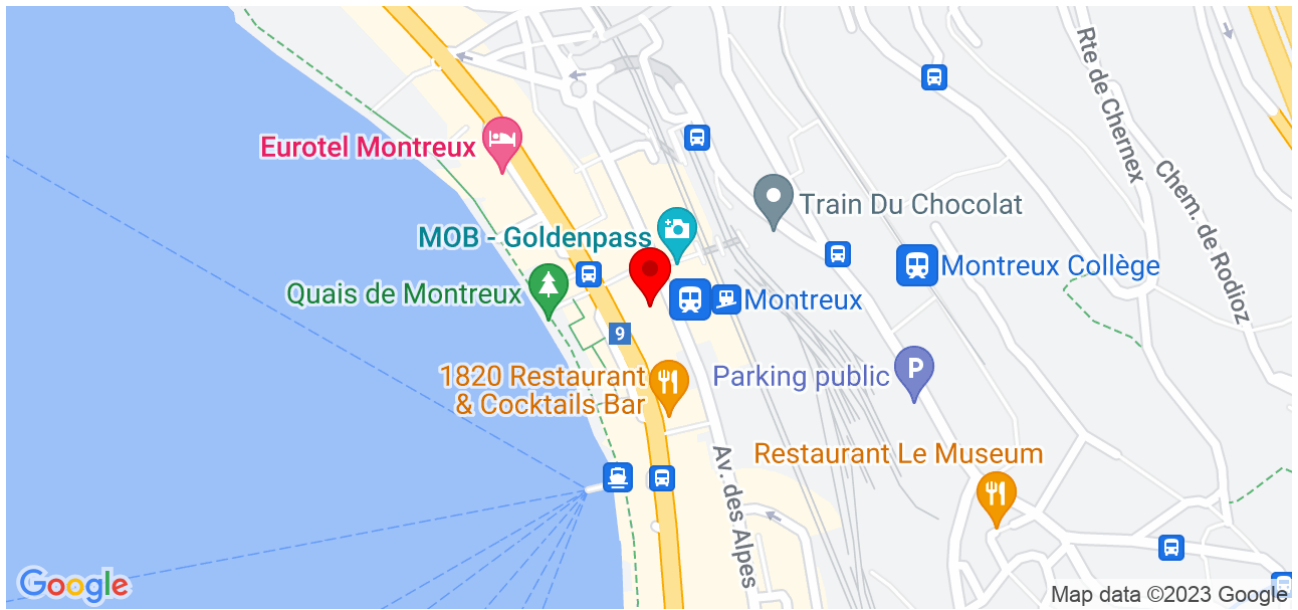 Rte de Chernex
Chem. de Rodioz
Eurotel Montreux
Train Du Chocolat
MOB - Goldenpass
Montreux Collège
Quais de Montreux
Montreux
9
1820 Restaurant
& Cocktails Bar
Parking public
P
Av. des Alpes
Restaurant Le Museum
Google
Map data ©2023 Google